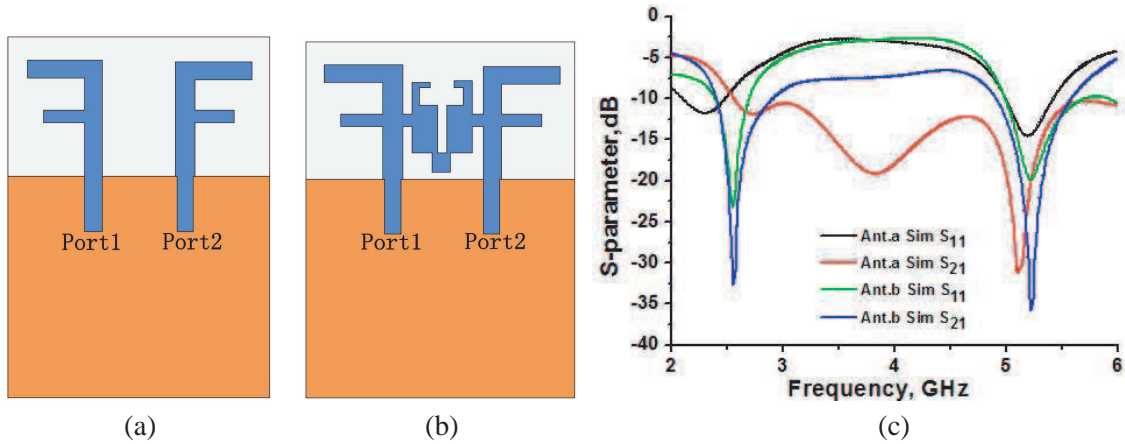 Port1 Port2
(a)
Port1 Port2
(b)
0
-5
-10
-15
-20
-25
-30
-35
-40
S-parameter,dB
Ant.a Sim S11
Ant.a Sim S21
Ant.b Sim S11
Ant.b Sim S21
2 3 4 5 6
Frequency, GHz
(c)